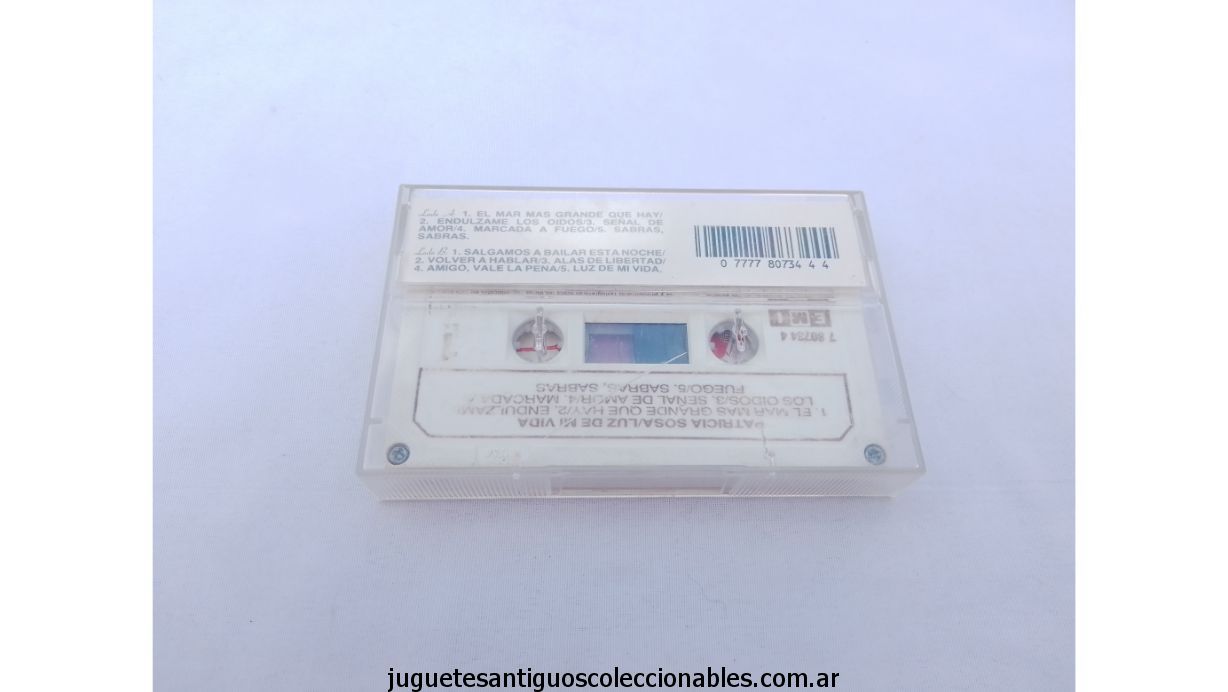 Lado A: 1. EL MAR MAS GRANDE QUE HAY/
2. ENDULZAME LOS OIDOS/3. SEÑAL DE
AMOR/4. MARCADA A FUEGO/5. SABRAS,
SABRAS.
Lado B: 1. SALGAMOS A BAILAR ESTA NOCHE/
2. VOLVER A HABLAR/3. ALAS DE LIBERTAD/
4. AMIGO, VALE LA PENA/5. LUZ DE MI VIDA.
0 7777 80734 4 4
EMI
7 80734 4
PATRICIA SOSA/LUZ DE MI VIDA
1. EL MAR MAS GRANDE QUE HAY/2. ENDULZAM
LOS OIDOS/3. SEÑAL DE AMOR/4. MARCADA
FUEGO/5. SABRAS, SABRAS
juguetesantiguoscoleccionables.com.ar